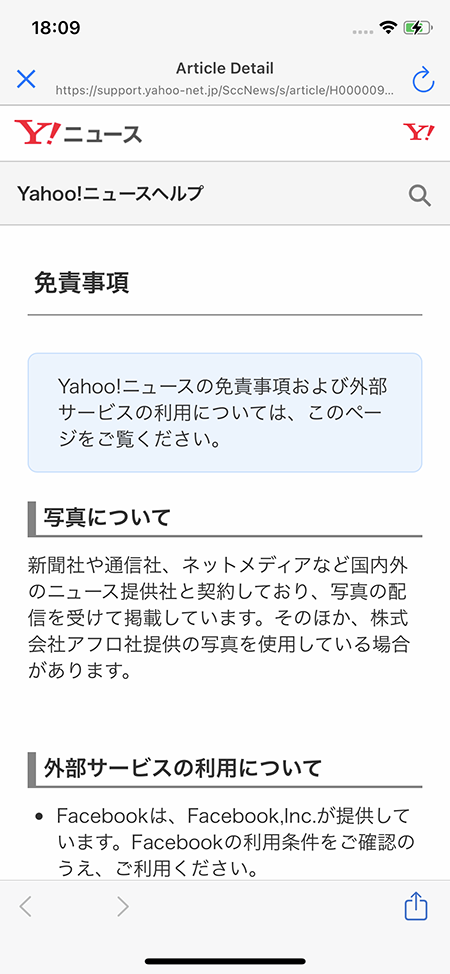 18:09
Article Detail
https://support.yahoo-net.jp/SccNews/s/article/H000009...
Y!ニュース
Y!
Yahoo!ニュースヘルプ
免責事項
Yahoo!ニュースの免責事項および外部
サービスの利用については、このペー
ジをご覧ください。
写真について
新聞社や通信社、ネットメディアなど国内外
のニュース提供社と契約しており、写真の配
信を受けて掲載しています。そのほか、株式
会社アフロ社提供の写真を使用している場合
があります。
外部サービスの利用について
• Facebookは、Facebook,Inc.が提供して
います。Facebookの利用条件をご確認の
うえ、ご利用ください。